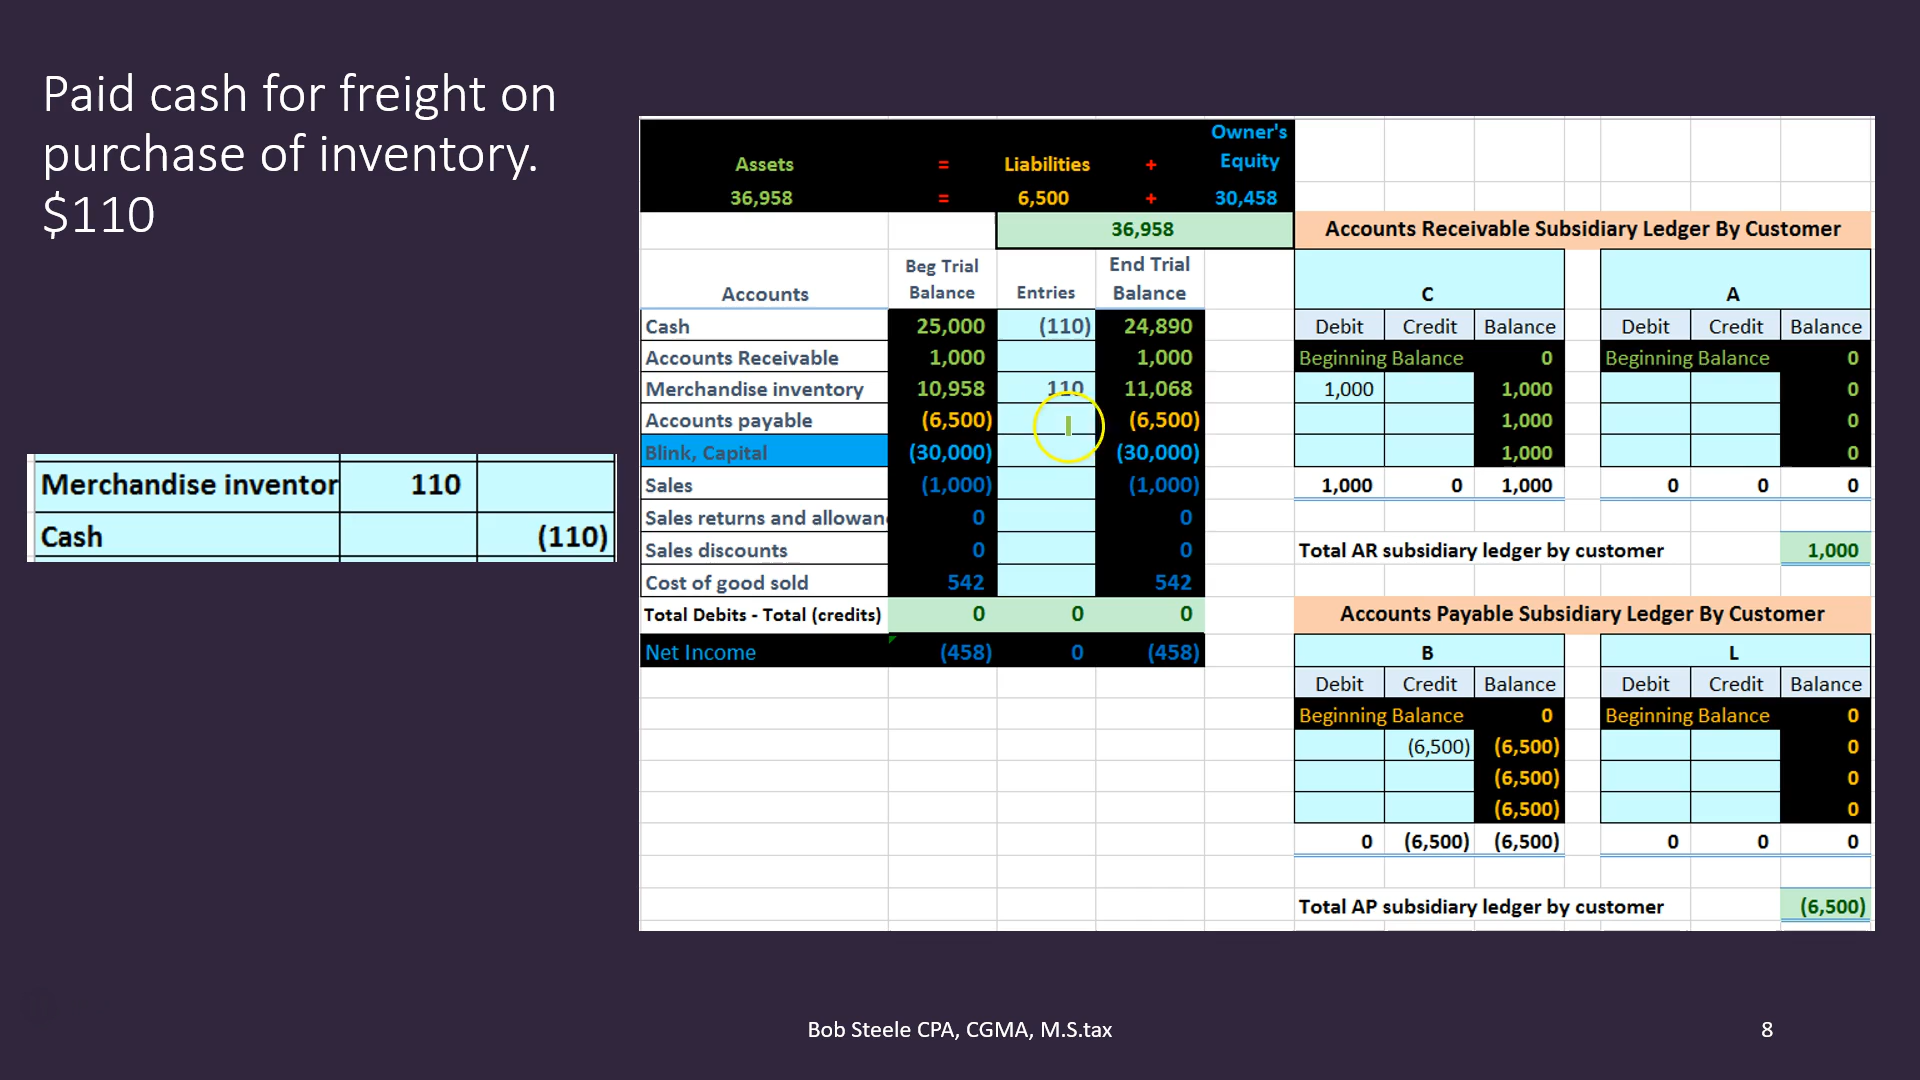 Paid cash for freight on
purchase of inventory.
$110
Merchandise inventor 110
Cash (110)
Owner's
Assets = Liabilities + Equity
36,958 = 6,500 + 30,458
36,958
Beg Trial End Trial
Accounts Balance Entries Balance
Cash 25,000 (110) 24,890
Accounts Receivable 1,000 1,000
Merchandise inventory 10,958 110 11,068
Accounts payable (6,500) (6,500)
Blink, Capital (30,000) (30,000)
Sales (1,000) (1,000)
Sales returns and allowan 0 0
Sales discounts 0 0
Cost of good sold 542 542
Total Debits - Total (credits) 0 0 0
Net Income (458) 0 (458)
Accounts Receivable Subsidiary Ledger By Customer
C A
Debit Credit Balance Debit Credit Balance
Beginning Balance 0 Beginning Balance 0
1,000 1,000 0
1,000 0
1,000 0
1,000 0 1,000 0 0 0
Total AR subsidiary ledger by customer 1,000
Accounts Payable Subsidiary Ledger By Customer
B L
Debit Credit Balance Debit Credit Balance
Beginning Balance 0 Beginning Balance 0
(6,500) (6,500) 0
(6,500) 0
(6,500) 0
0 (6,500) (6,500) 0 0 0
Total AP subsidiary ledger by customer (6,500)
Bob Steele CPA, CGMA, M.S.tax 8